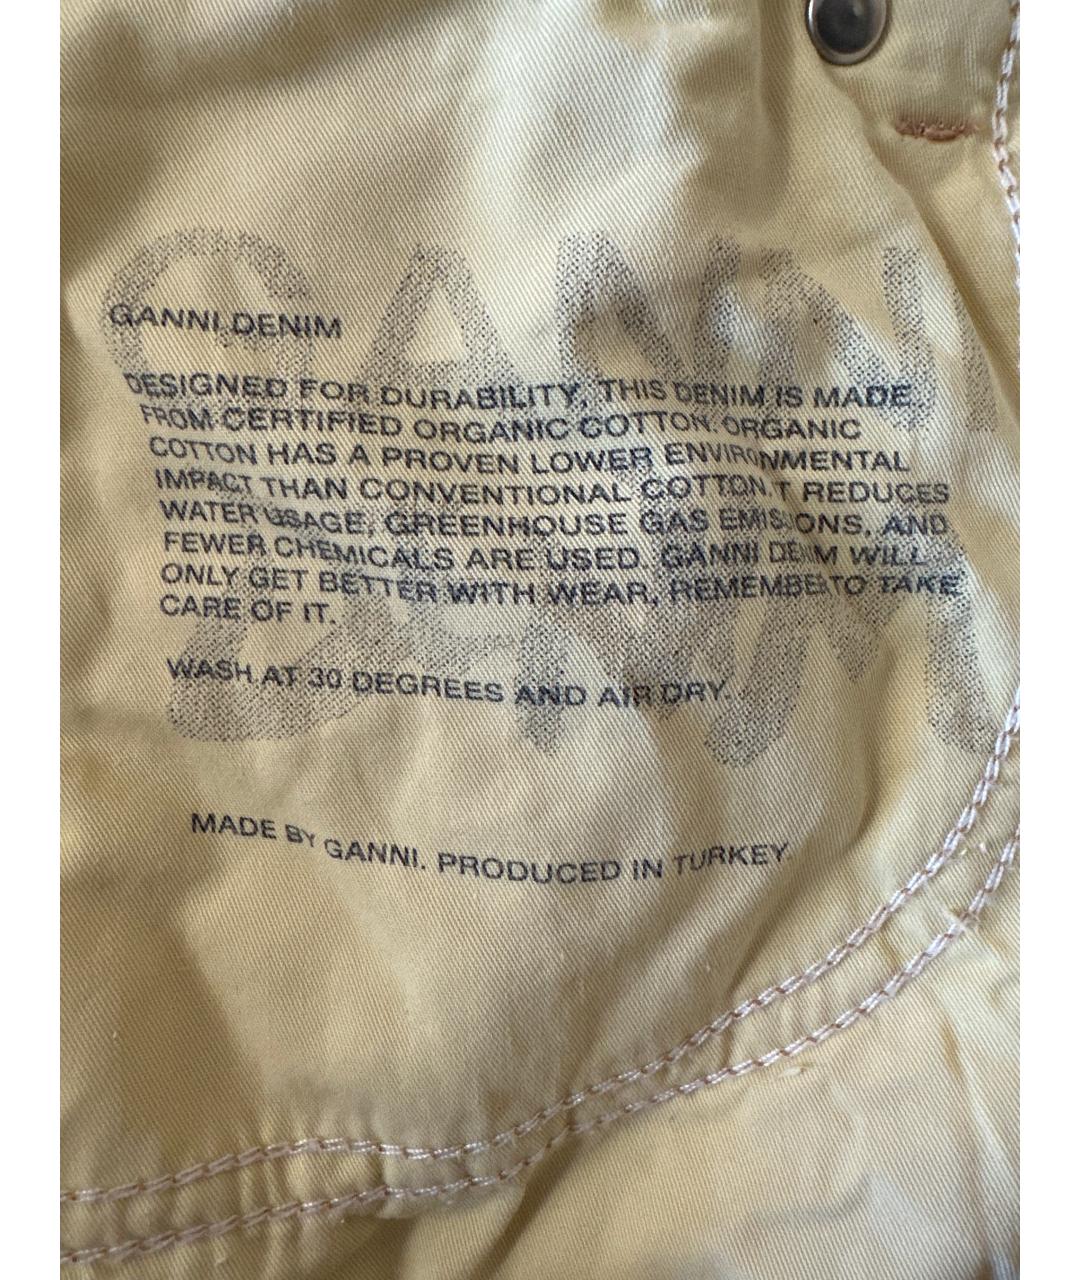 GANNI
DENIM
GANNI DENIM
DESIGNED FOR DURABILITY, THIS DENIM IS MADE
FROM CERTIFIED ORGANIC COTTON. ORGANIC
COTTON HAS A PROVEN LOWER ENVIRONMENTAL
IMPACT THAN CONVENTIONAL COTTON.T REDUCES
WATER USAGE, GREENHOUSE GAS EMISSIONS, AND
FEWER CHEMICALS ARE USED. GANNI DENIM WILL
ONLY GET BETTER WITH WEAR, REMEMBER TO TAKE
CARE OF IT.
WASH AT 30 DEGREES AND AIR DRY.
MADE BY GANNI. PRODUCED IN TURKEY.